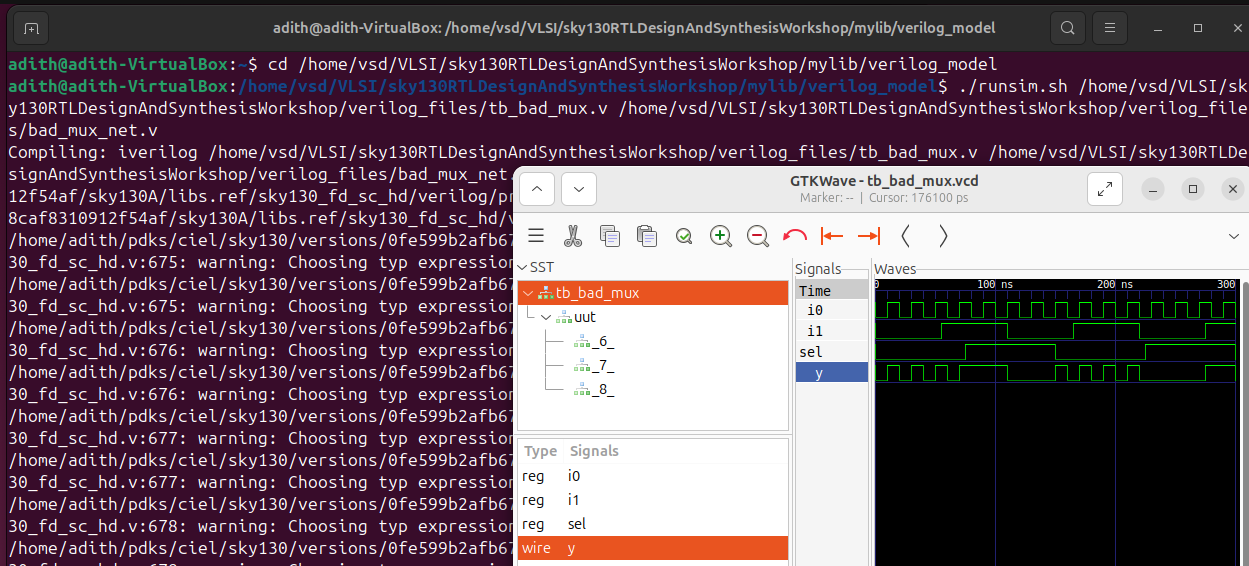 adith@adith-VirtualBox: /home/vsd/VLSI/sky130RTLDesignAndSynthesisWorkshop/mylib/verilog_model
adith@adith-VirtualBox:~$ cd /home/vsd/VLSI/sky130RTLDesignAndSynthesisWorkshop/mylib/verilog_model
adith@adith-VirtualBox:/home/vsd/VLSI/sky130RTLDesignAndSynthesisWorkshop/mylib/verilog_model$ ./runsim.sh /home/vsd/VLSI/sk
y130RTLDesignAndSynthesisWorkshop/verilog_files/tb_bad_mux.v /home/vsd/VLSI/sky130RTLDesignAndSynthesisWorkshop/verilog_file
s/bad_mux_net.v
Compiling: iverilog /home/vsd/VLSI/sky130RTLDesignAndSynthesisWorkshop/verilog_files/tb_bad_mux.v /home/vsd/VLSI/sky130RTLDe
signAndSynthesisWorkshop/verilog_files/bad_mux_net.
12f54af/sky130A/libs.ref/sky130_fd_sc_hd/verilog/pr
8caf8310912f54af/sky130A/libs.ref/sky130_fd_sc_hd/v
/home/adith/pdks/ciel/sky130/versions/0fe599b2afb67
30_fd_sc_hd.v:675: warning: Choosing typ expression
/home/adith/pdks/ciel/sky130/versions/0fe599b2afb67
30_fd_sc_hd.v:675: warning: Choosing typ expression
/home/adith/pdks/ciel/sky130/versions/0fe599b2afb67
30_fd_sc_hd.v:676: warning: Choosing typ expression
/home/adith/pdks/ciel/sky130/versions/0fe599b2afb67
30_fd_sc_hd.v:676: warning: Choosing typ expression
/home/adith/pdks/ciel/sky130/versions/0fe599b2afb67
30_fd_sc_hd.v:677: warning: Choosing typ expression
/home/adith/pdks/ciel/sky130/versions/0fe599b2afb67
30_fd_sc_hd.v:677: warning: Choosing typ expression
/home/adith/pdks/ciel/sky130/versions/0fe599b2afb67
30_fd_sc_hd.v:678: warning: Choosing typ expression
/home/adith/pdks/ciel/sky130/versions/0fe599b2afb67
GTKWave - tb_bad_mux.vcd
Marker: -- | Cursor: 176100 ps
SST
tb_bad_mux
uut
_6_
_7_
_8_
Type Signals
reg i0
reg i1
reg sel
wire y
Signals
Time
i0
i1
sel
y
Waves
0 100 ns 200 ns 300